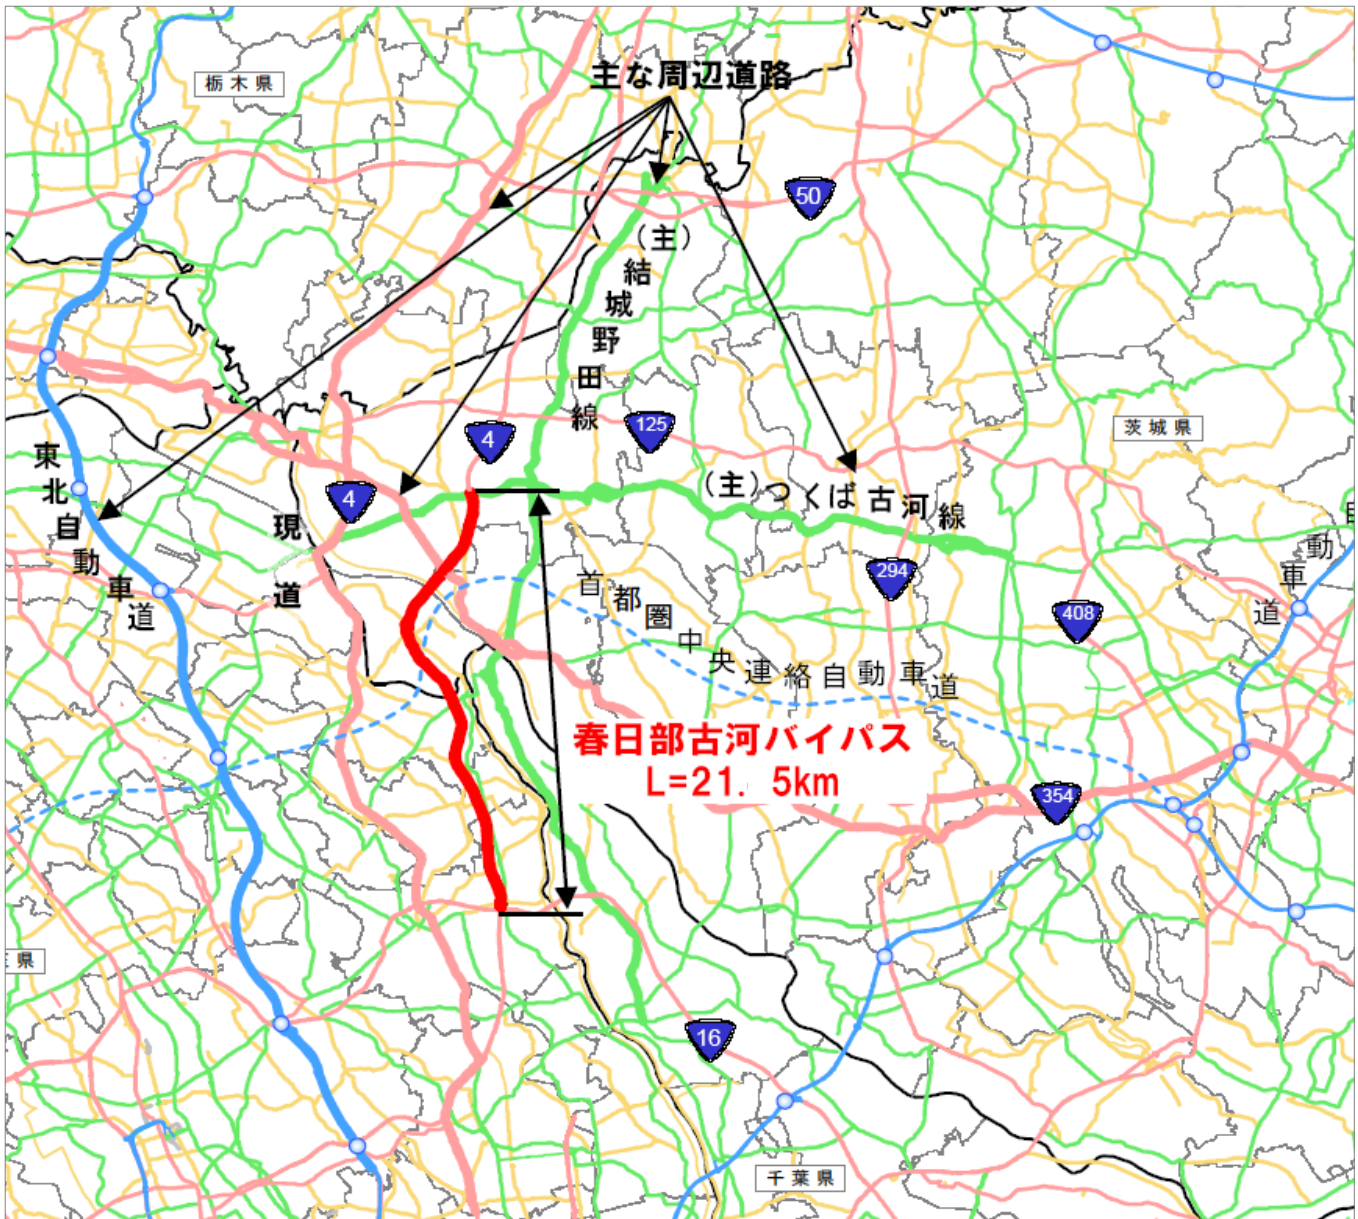 主な周辺道路
栃木県
50
(主)結城野田線
125
4
茨城県
東北自動車道
4
現道
(主)つくば古河線
294
408
動車道
首都圏中央連絡自動車道
春日部古河バイパス
L=21.5km
354
県
16
千葉県